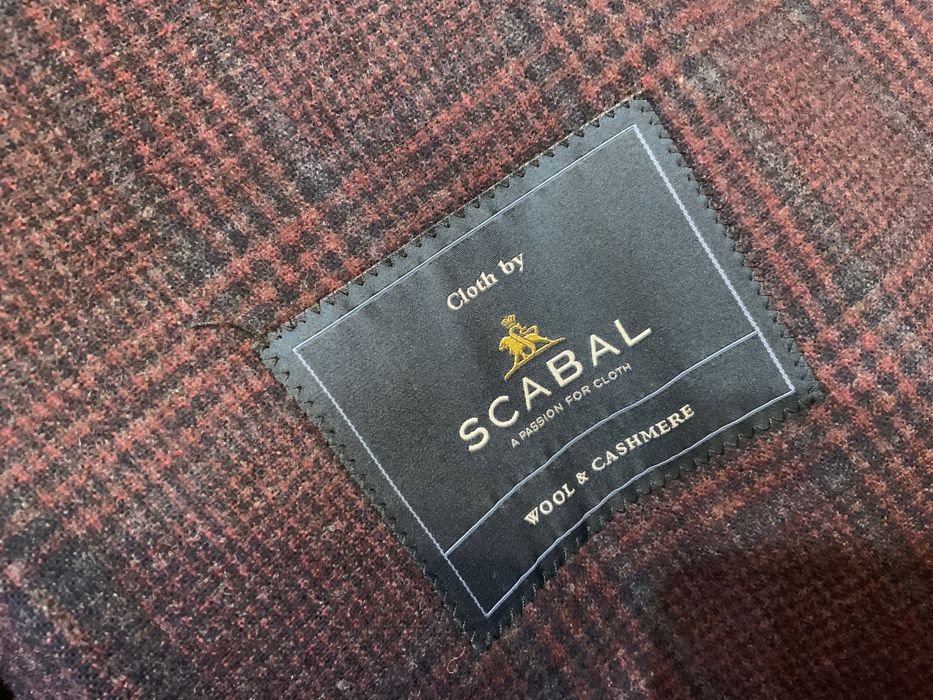 Cloth by
SCABAL
A PASSION FOR CLOTH
WOOL & CASHMERE